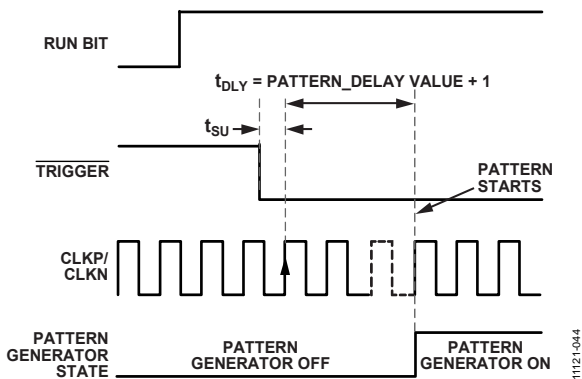 RUN BIT
tDLY = PATTERN_DELAY VALUE + 1
tSU
TRIGGER
PATTERN
STARTS
CLKP/
CLKN
PATTERN
GENERATOR
STATE
PATTERN
GENERATOR OFF
PATTERN
GENERATOR ON
11121-044